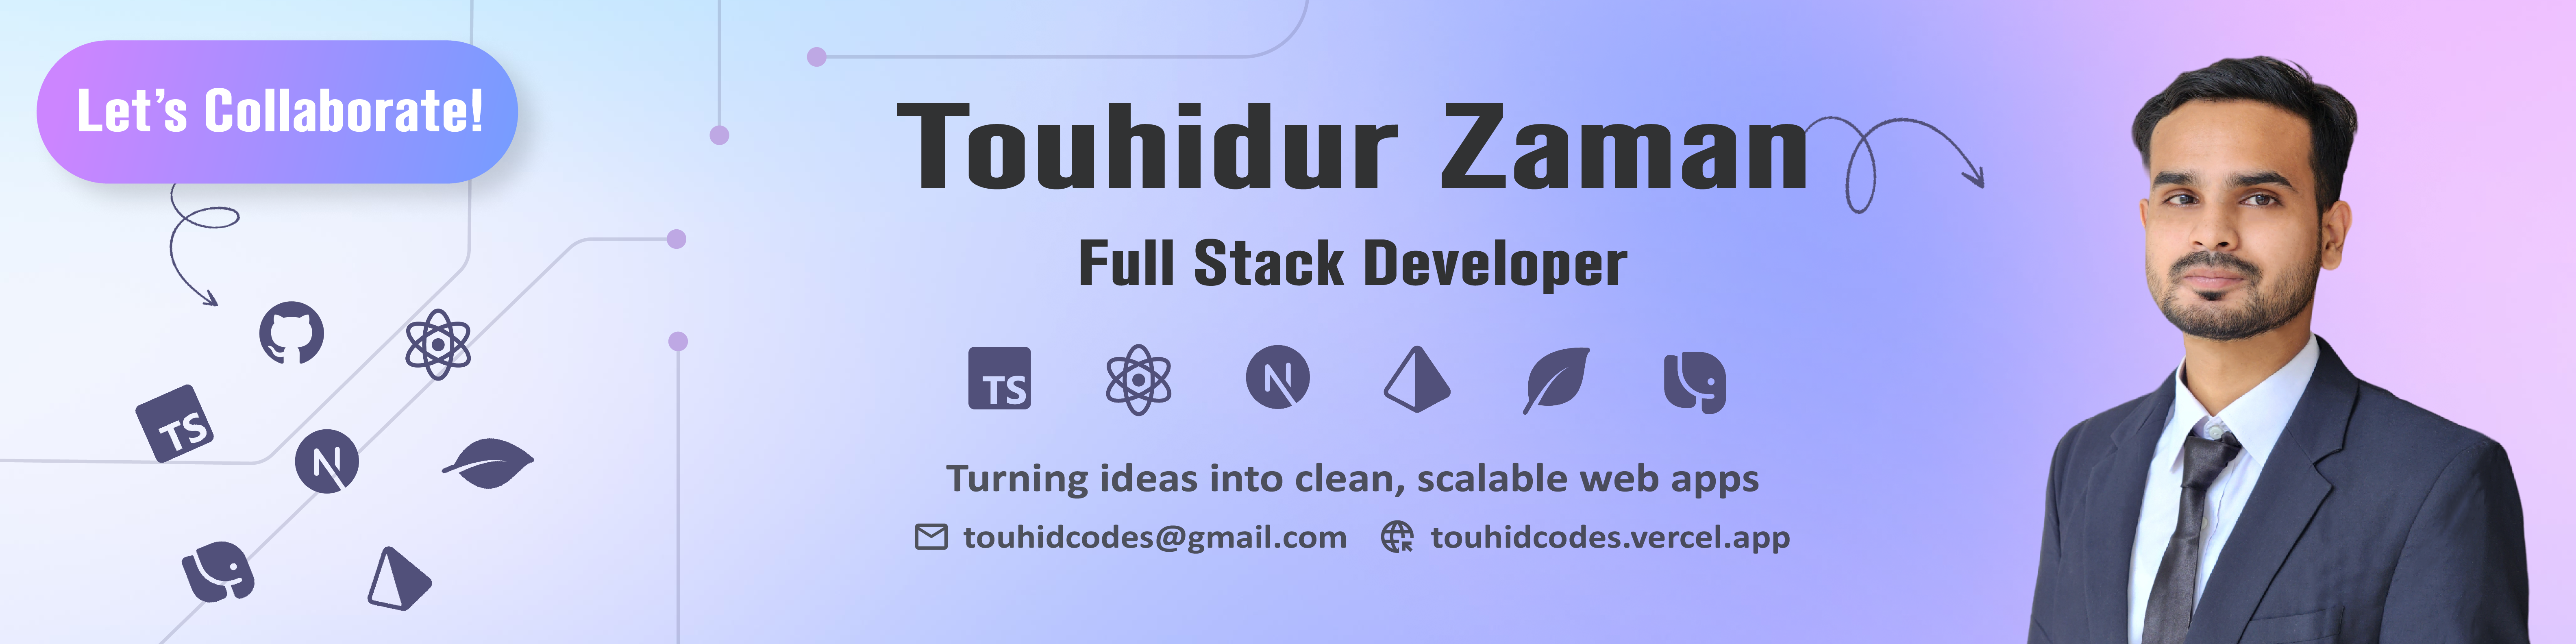 Let's Collaborate!
Touhidur Zaman
Full Stack Developer
TS
N
TS
N
Turning ideas into clean, scalable web apps
touhidcodes@gmail.com touhidcodes.vercel.app